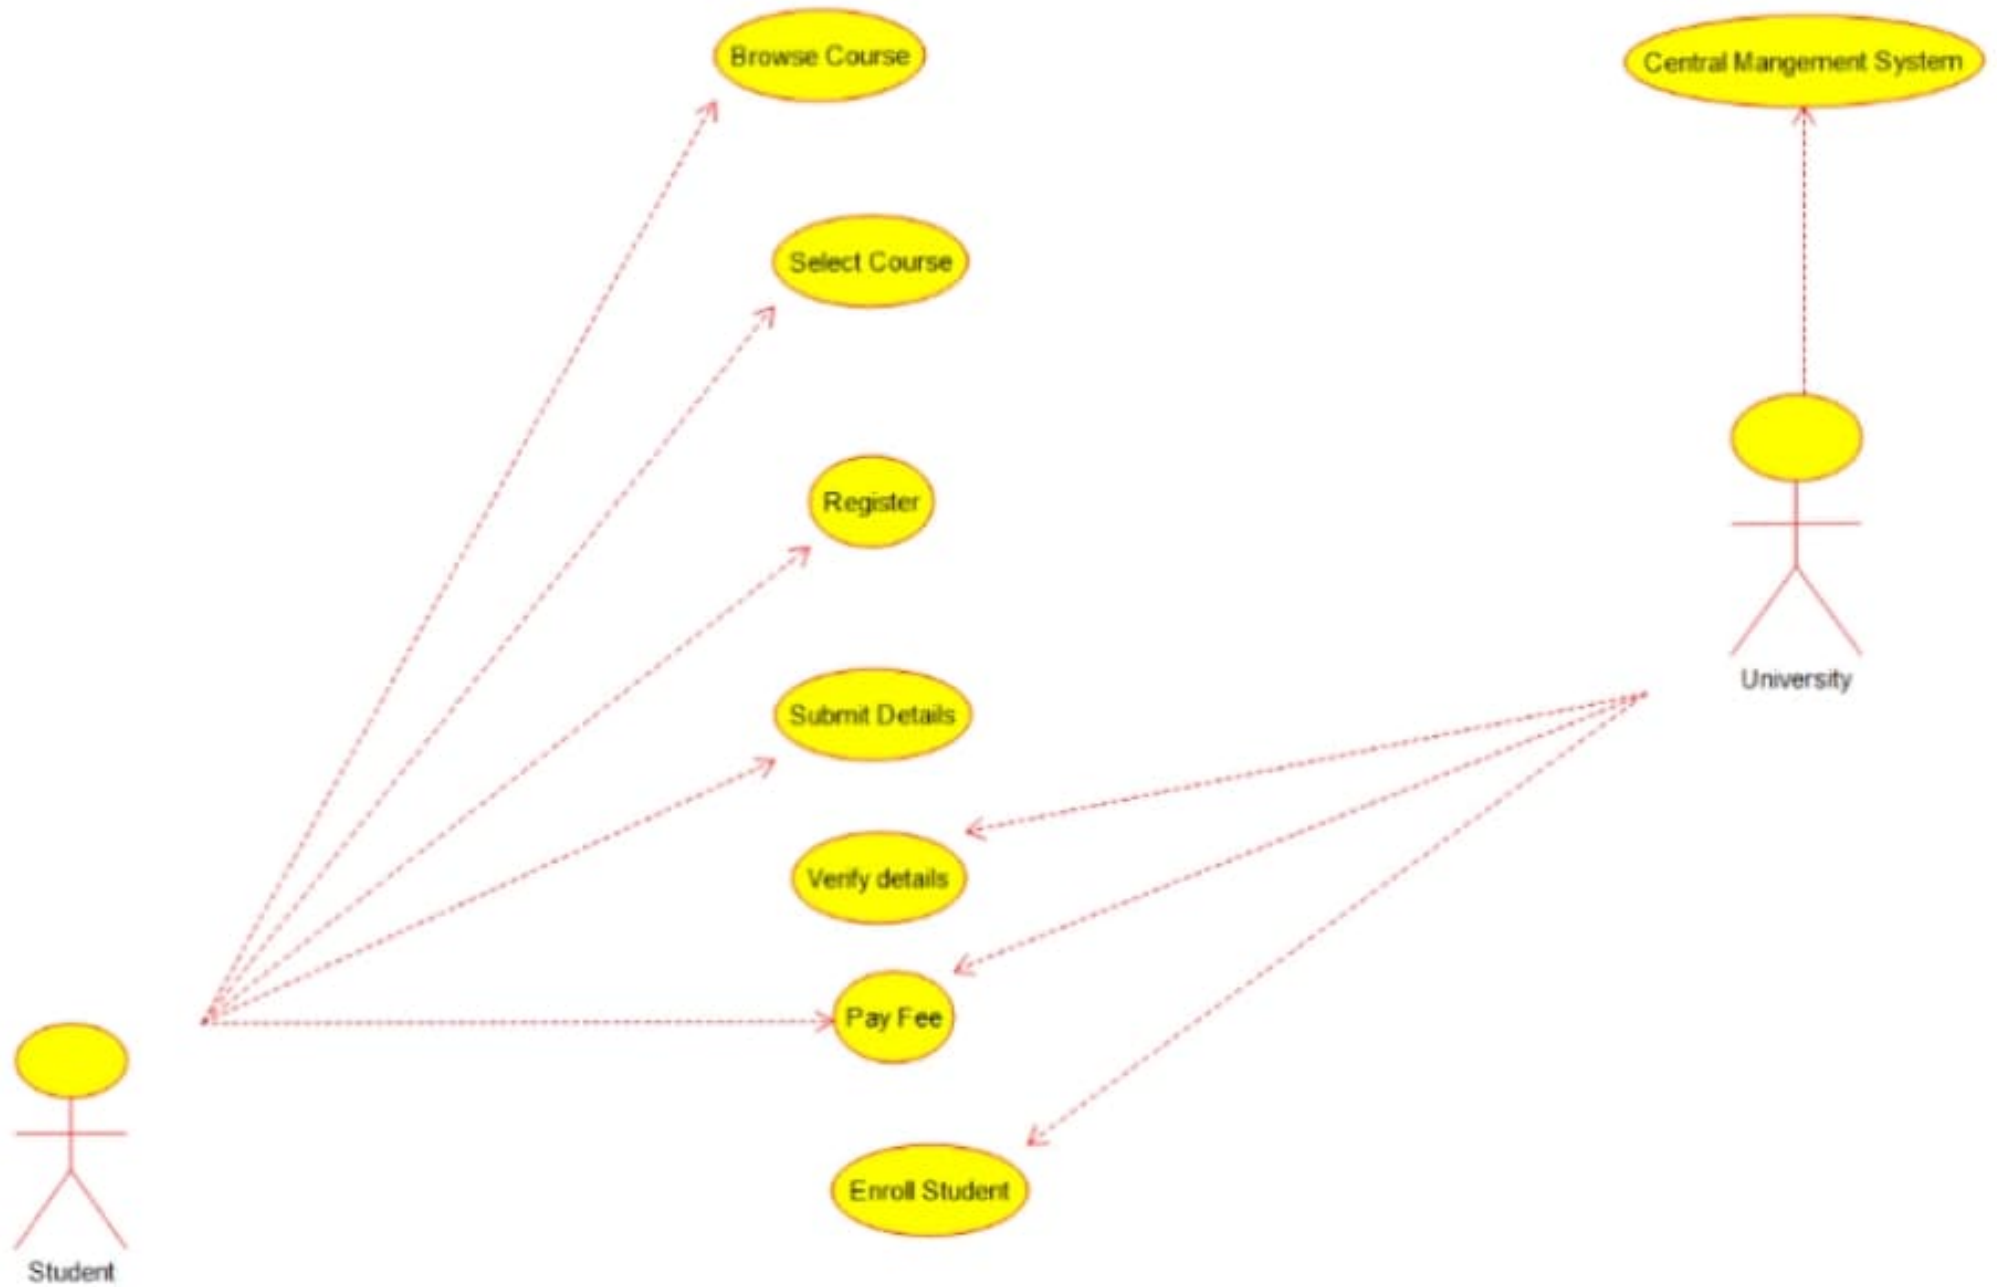 Browse Course
Central Mangement System
Select Course
Register
University
Submit Details
Verify details
Pay Fee
Enroll Student
Student